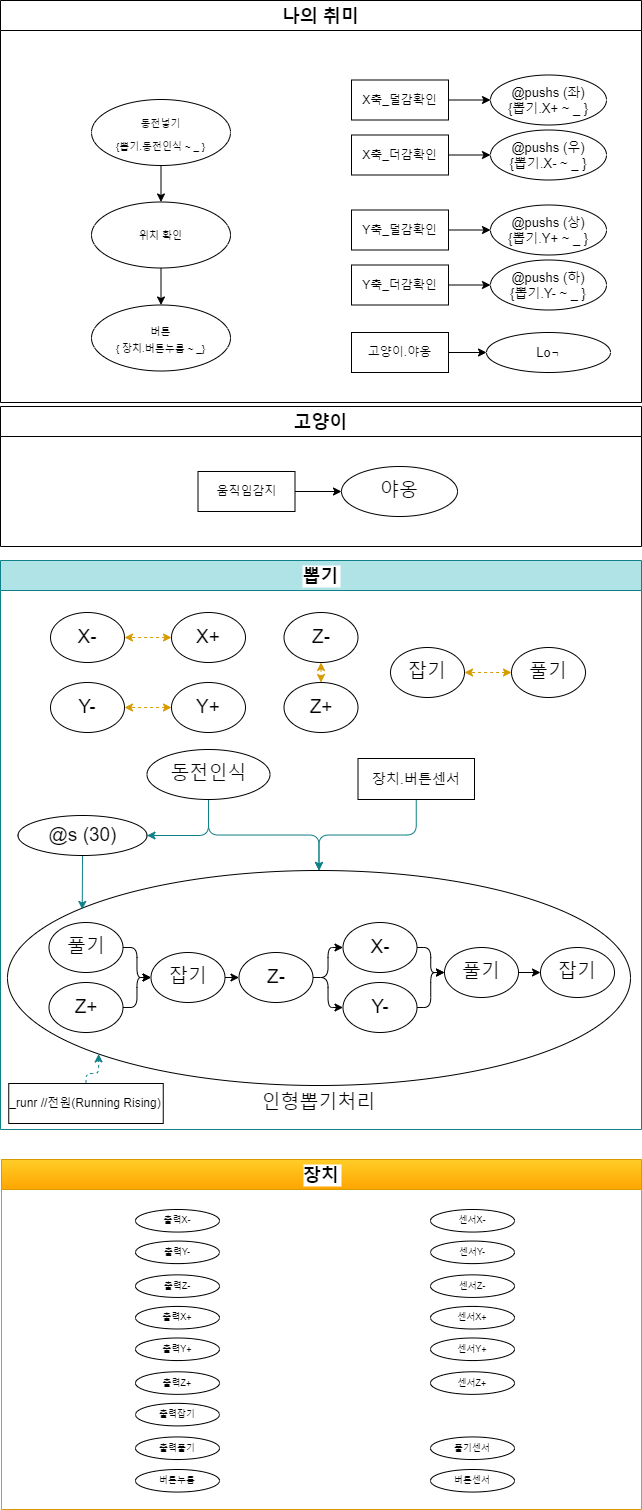 나의 취미
동전넣기
{뽑기.동전인식 ~ _ }
위치 확인
버튼
{ 장치.버튼누름 ~ _}
X축_덜감확인
@pushs (좌)
{뽑기.X+ ~ _ }
X축_더감확인
@pushs (우)
{뽑기.X- ~ _ }
Y축_덜감확인
@pushs (상)
{뽑기.Y+ ~ _ }
Y축_더감확인
@pushs (하)
{뽑기.Y- ~ _ }
고양이.야옹
Lo¬
고양이
움직임감지
야옹
뽑기
X-
X+
Z-
Y-
Y+
Z+
잡기
풀기
동전인식
장치.버튼센서
@s (30)
풀기
Z+
잡기
Z-
X-
Y-
풀기
잡기
_runr //전원(Running Rising)
인형뽑기처리
장치
출력X-
센서X-
출력Y-
센서Y-
출력Z-
센서Z-
출력X+
센서X+
출력Y+
센서Y+
출력Z+
센서Z+
출력잡기
출력풀기
풀기센서
버튼누름
버튼센서